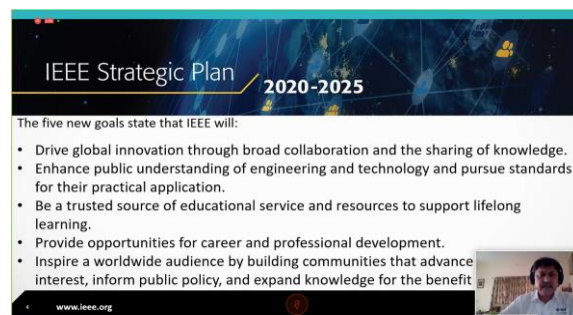 IEEE Strategic Plan
2020-2025
The five new goals state that IEEE will:
• Drive global innovation through broad collaboration and the sharing of knowledge.
• Enhance public understanding of engineering and technology and pursue standards
for their practical application.
• Be a trusted source of educational service and resources to support lifelong
learning.
• Provide opportunities for career and professional development.
• Inspire a worldwide audience by building communities that advance
interest, inform public policy, and expand knowledge for the benefit
www.ieee.org